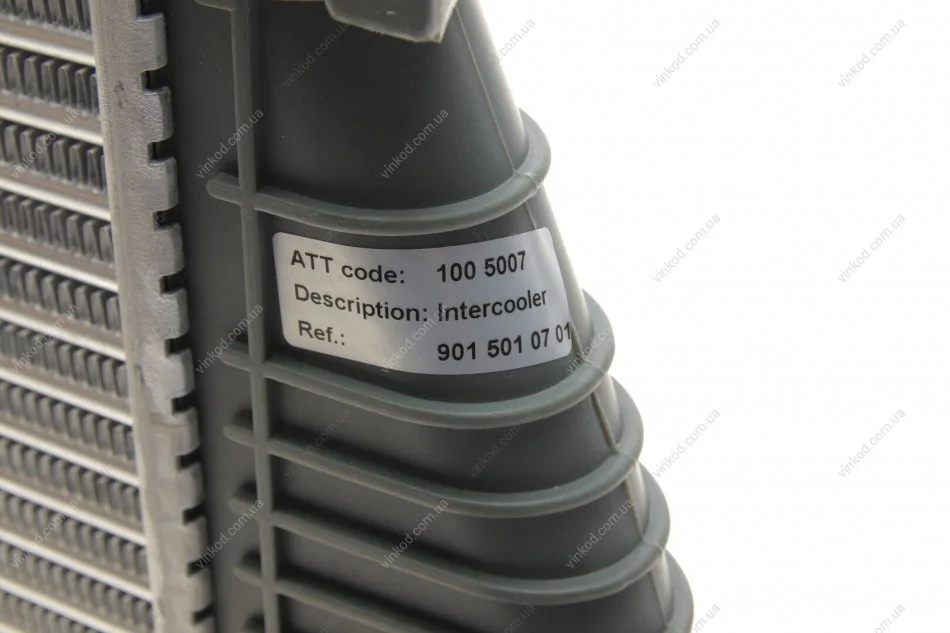 ATT code: 100 5007
Description: Intercooler
Ref.: 901 501 07 01
vinkod.com.ua